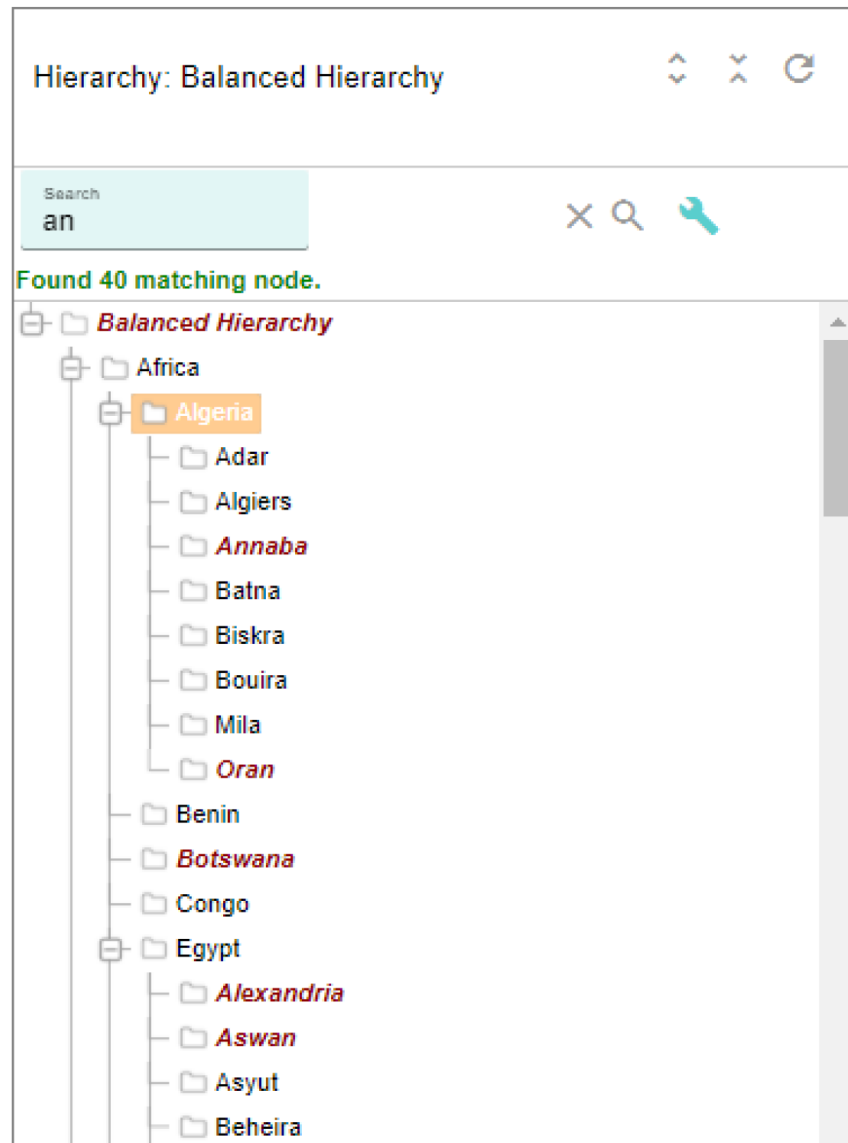 Hierarchy: Balanced Hierarchy
Search
an
Found 40 matching node.
Balanced Hierarchy
Africa
Algeria
Adar
Algiers
Annaba
Batna
Biskra
Bouira
Mila
Oran
Benin
Botswana
Congo
Egypt
Alexandria
Aswan
Asyut
Beheira